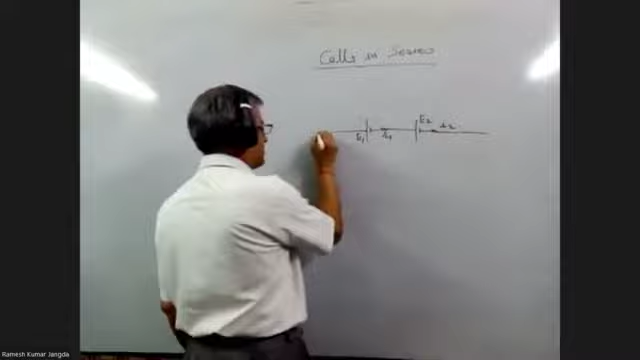 Cells in Series
E₁ r₁ E₂ r₂
Ramesh Kumar Jangda